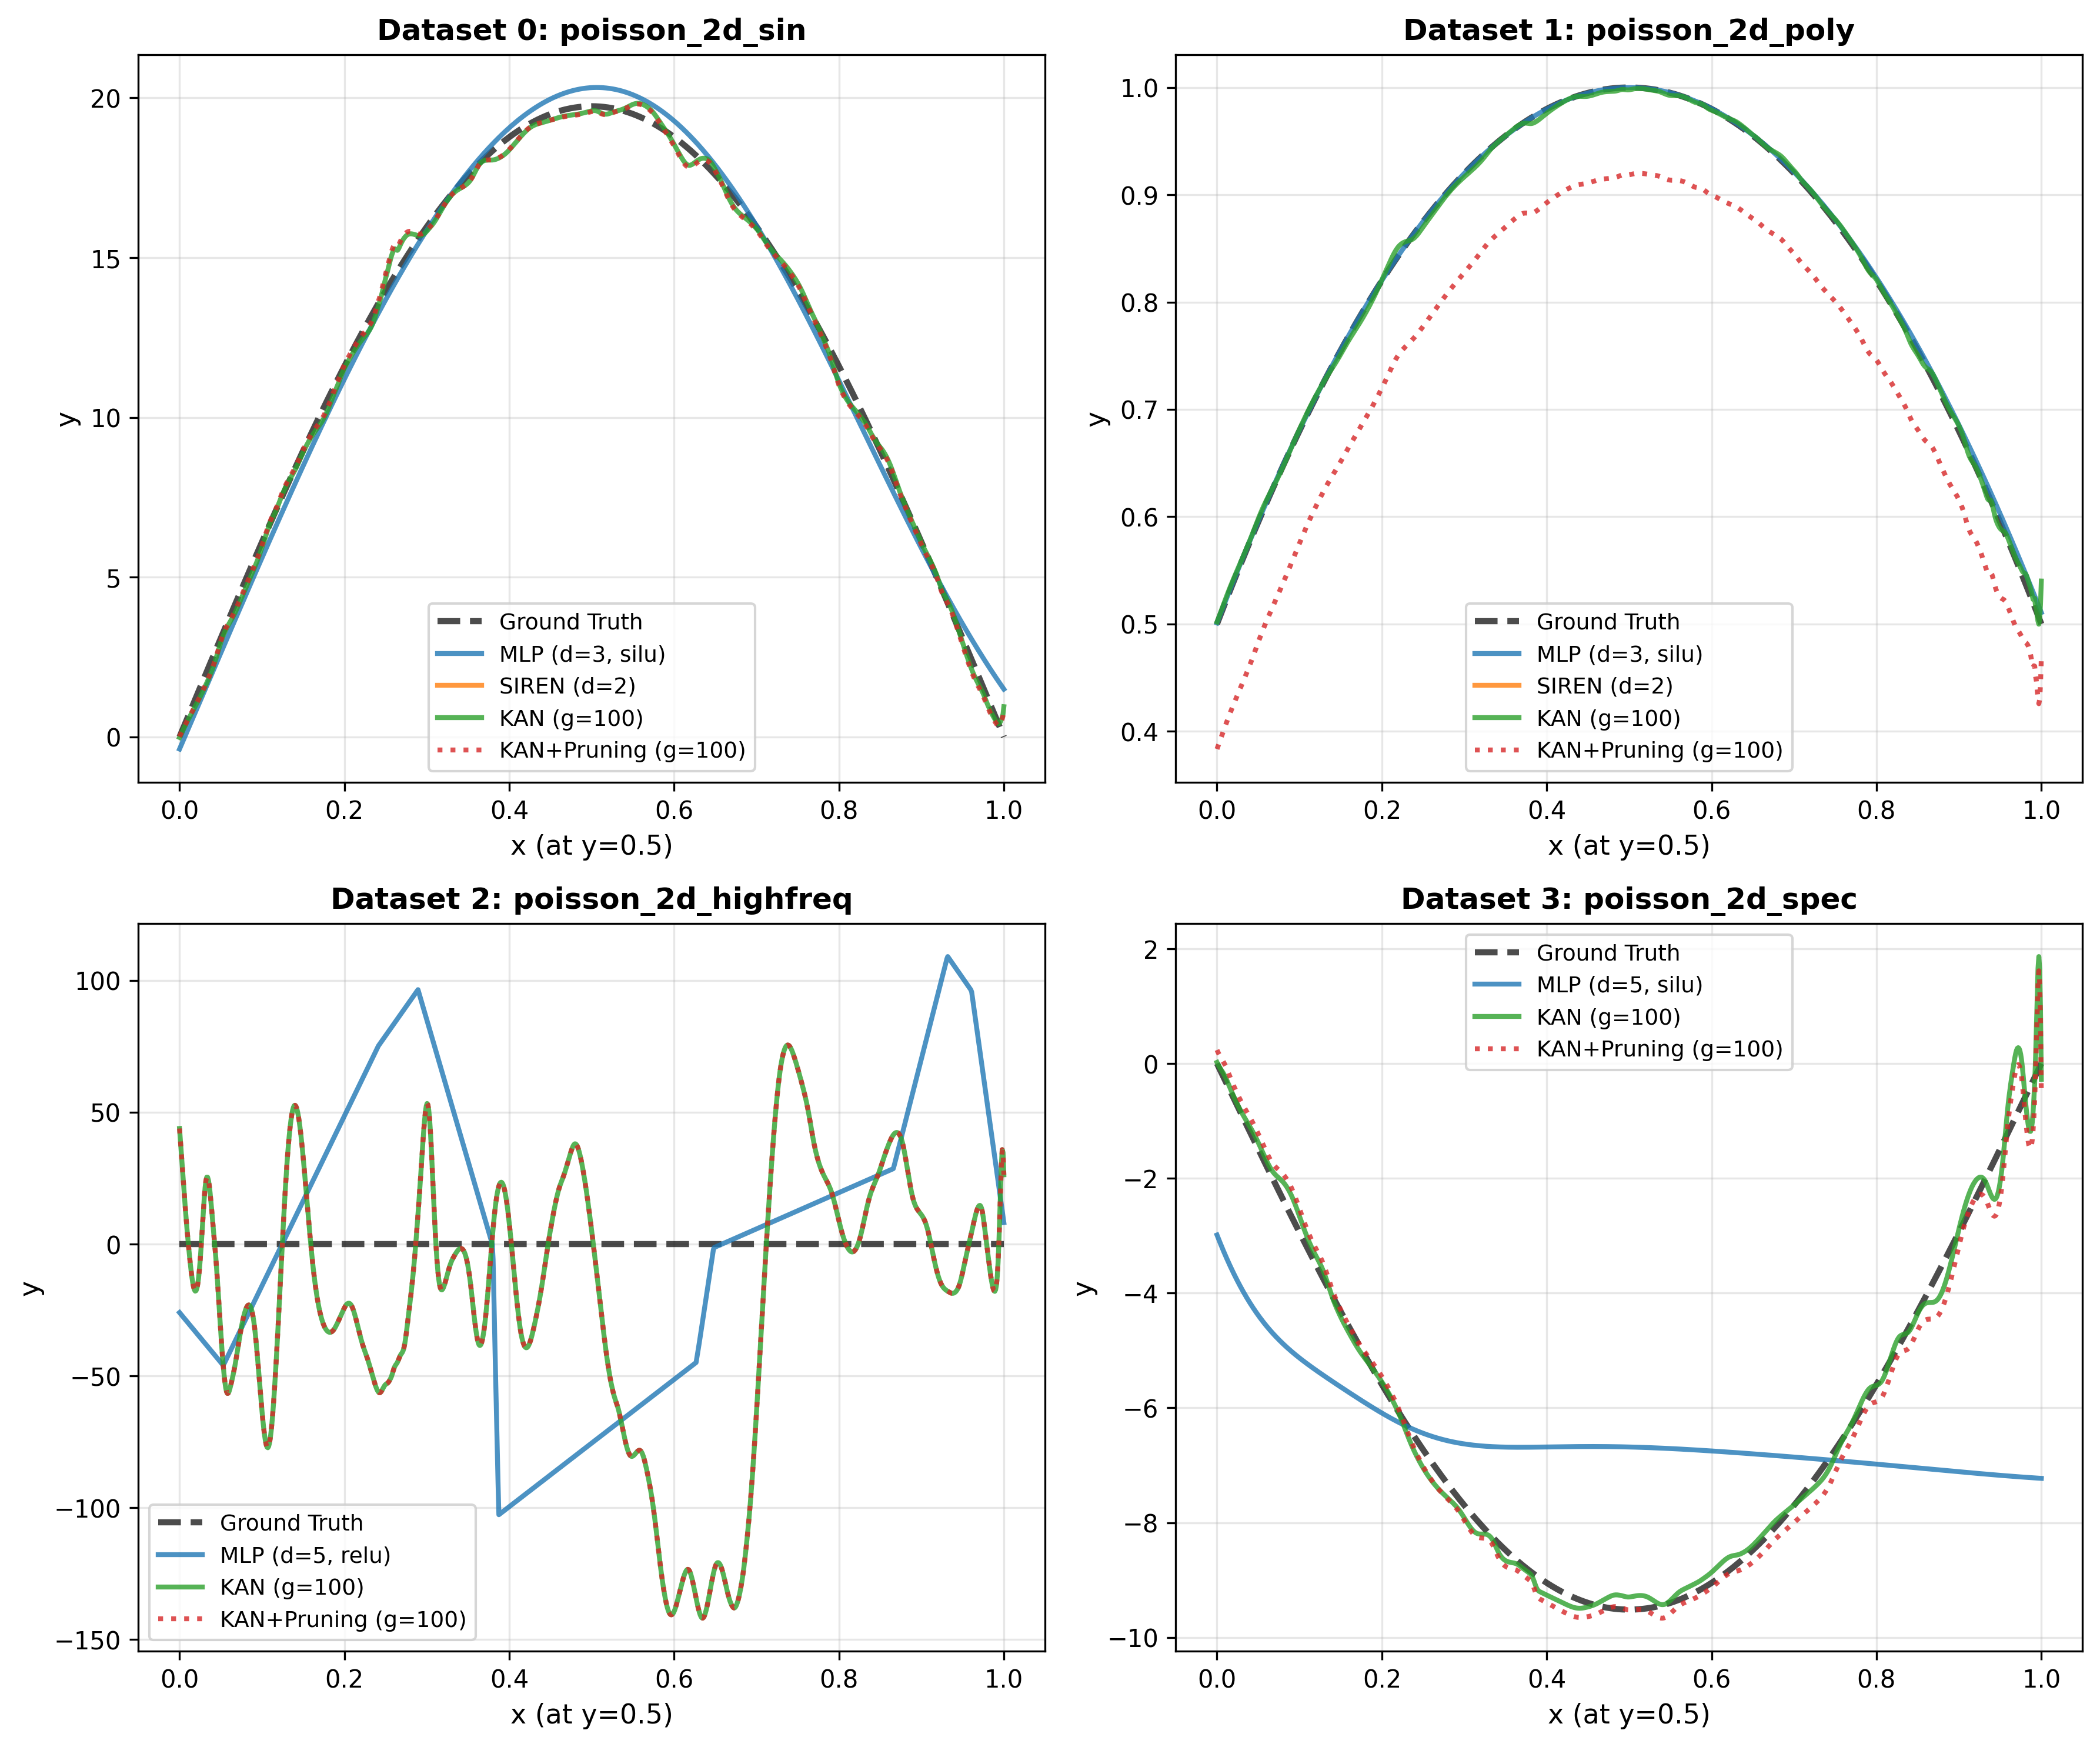 Dataset 0: poisson_2d_sin
20
15
10
5
0
y
0.0 0.2 0.4 0.6 0.8 1.0
x (at y=0.5)
Ground Truth
MLP (d=3, silu)
SIREN (d=2)
KAN (g=100)
KAN+Pruning (g=100)
Dataset 1: poisson_2d_poly
1.0
0.9
0.8
0.7
0.6
0.5
0.4
y
0.0 0.2 0.4 0.6 0.8 1.0
x (at y=0.5)
Ground Truth
MLP (d=3, silu)
SIREN (d=2)
KAN (g=100)
KAN+Pruning (g=100)
Dataset 2: poisson_2d_highfreq
100
50
0
−50
−100
−150
y
0.0 0.2 0.4 0.6 0.8 1.0
x (at y=0.5)
Ground Truth
MLP (d=5, relu)
KAN (g=100)
KAN+Pruning (g=100)
Dataset 3: poisson_2d_spec
2
0
−2
−4
−6
−8
−10
y
0.0 0.2 0.4 0.6 0.8 1.0
x (at y=0.5)
Ground Truth
MLP (d=5, silu)
KAN (g=100)
KAN+Pruning (g=100)